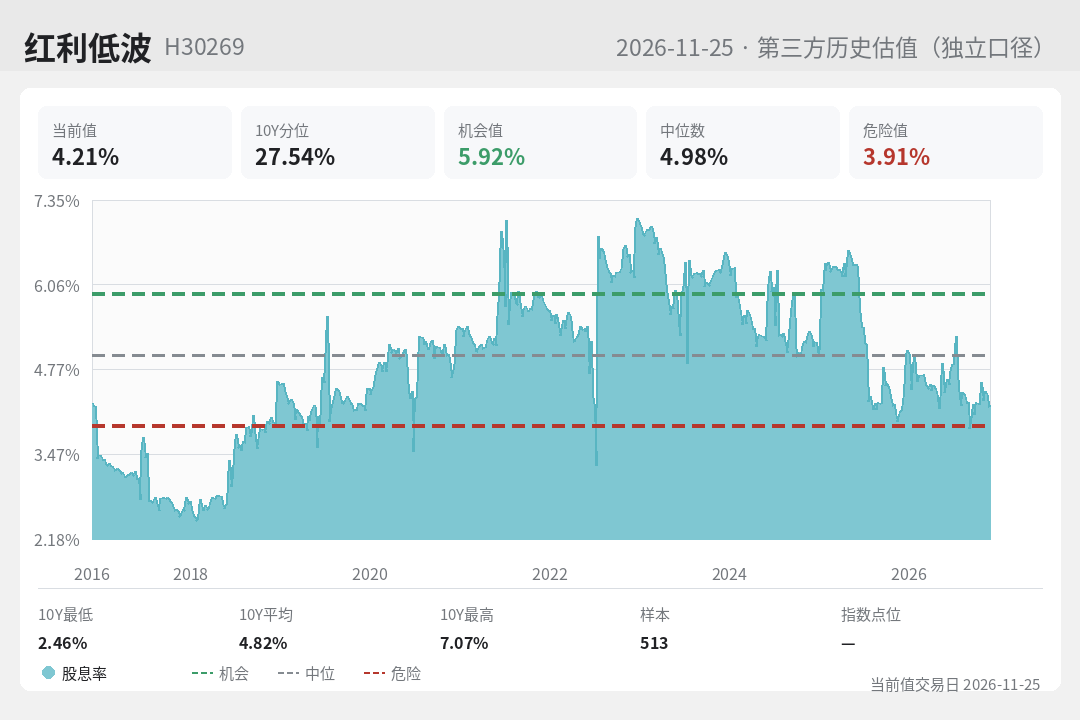 红利低波 H30269 2026-11-25 · 第三方历史估值（独立口径）
当前值 10Y分位 机会值 中位数 危险值
4.21% 27.54% 5.92% 4.98% 3.91%
7.35%
6.06%
4.77%
3.47%
2.18%
2016 2018 2020 2022 2024 2026
10Y最低 10Y平均 10Y最高 样本 指数点位
2.46% 4.82% 7.07% 513 —
股息率 机会 中位 危险
当前值交易日 2026-11-25